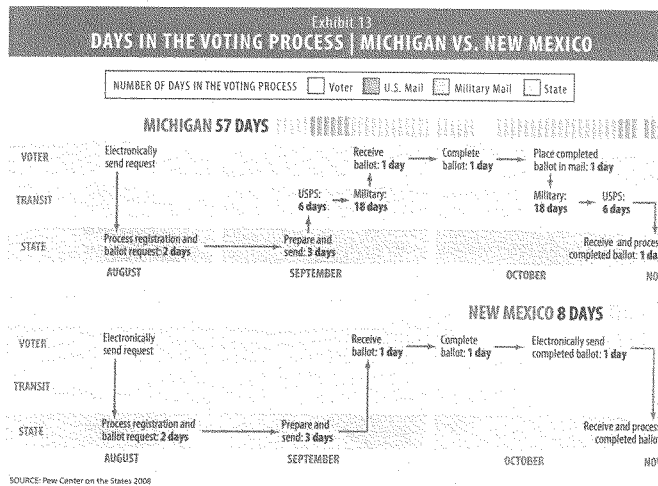 Exhibit 13
DAYS IN THE VOTING PROCESS | MICHIGAN VS. NEW MEXICO
NUMBER OF DAYS IN THE VOTING PROCESS Voter U.S. Mail Military Mail State
MICHIGAN 57 DAYS
VOTER
Electronically
send request
Receive
ballot: 1 day
Complete
ballot: 1 day
Place completed
ballot in mail: 1 day
TRANSIT
USPS:
6 days
Military:
18 days
Military:
18 days
USPS:
6 days
STATE
Process registration and
ballot request: 2 days
Prepare and
send: 3 days
Receive and proces
completed ballot: 1 da
AUGUST SEPTEMBER OCTOBER NO
NEW MEXICO 8 DAYS
VOTER
Electronically
send request
Receive
ballot: 1 day
Complete
ballot: 1 day
Electronically send
completed ballot: 1 day
TRANSIT
STATE
Process registration and
ballot request: 2 days
Prepare and
send: 3 days
Receive and proces
completed ballo
AUGUST SEPTEMBER OCTOBER NO
SOURCE: Pew Center on the States 2008